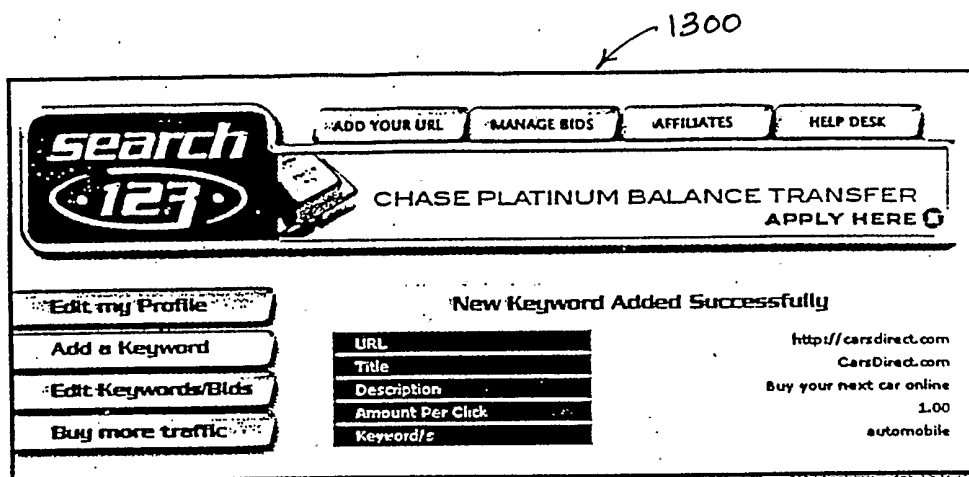 1300
search
123
ADD YOUR URL MANAGE BIDS AFFILIATES HELP DESK
CHASE PLATINUM BALANCE TRANSFER
APPLY HERE
Edit my Profile
Add a Keyword
Edit Keywords/Bids
Buy more traffic
New Keyword Added Successfully
URL http://carsdirect.com
Title CarsDirect.com
Description Buy your next car online
Amount Per Click 1.00
Keyword/s automobile